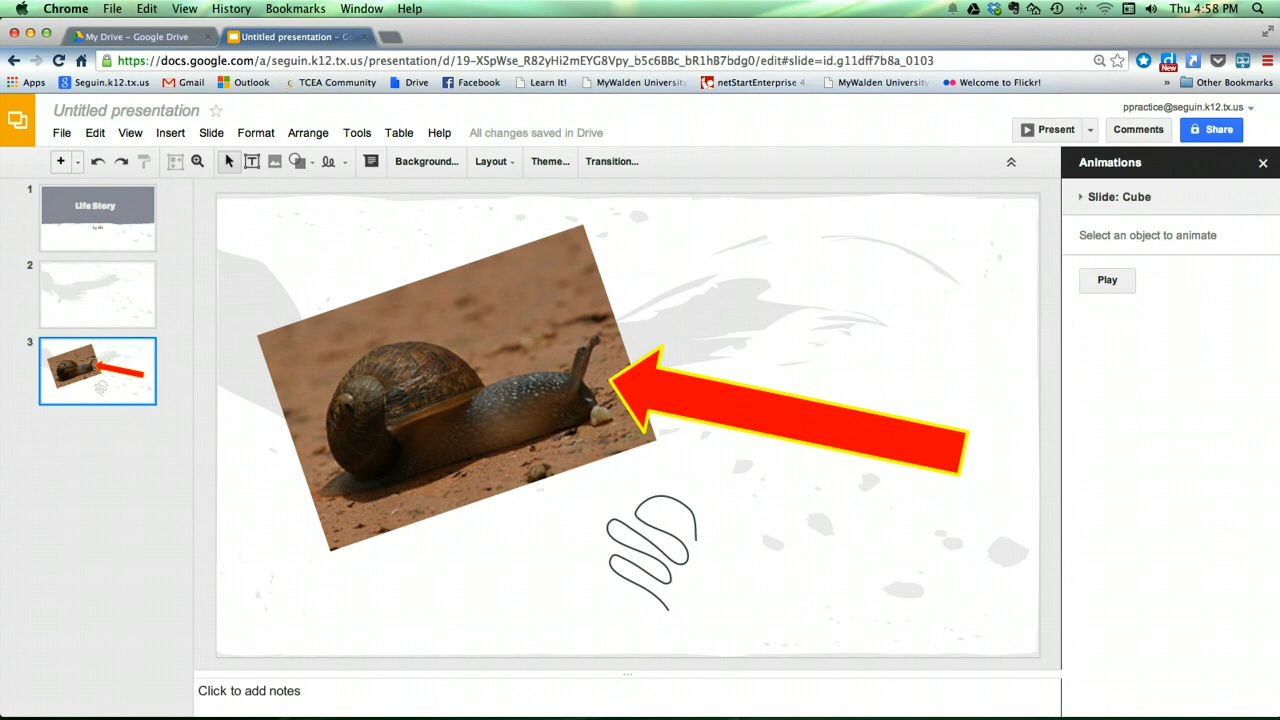 Chrome File Edit View History Bookmarks Window Help Thu 4:58 PM
My Drive – Google Drive Untitled presentation – G
https://docs.google.com/a/seguin.k12.tx.us/presentation/d/19-XSpWse_R82yHi2mEYG8Vpy_b5c6BBc_bR1hB7bdg0/edit#slide=id.g11dff7b8a_0103 New
Apps Seguin.k12.tx.us Gmail Outlook TCEA Community Drive Facebook Learn It! MyWalden University netStartEnterprise 4. MyWalden University Welcome to Flickr! » Other Bookmarks
Untitled presentation ppractice@seguin.k12.tx.us
File Edit View Insert Slide Format Arrange Tools Table Help All changes saved in Drive Present Comments Share
Background... Layout Theme... Transition... Animations
1
Life Story
Slide: Cube
Select an object to animate
2
Play
3
Click to add notes